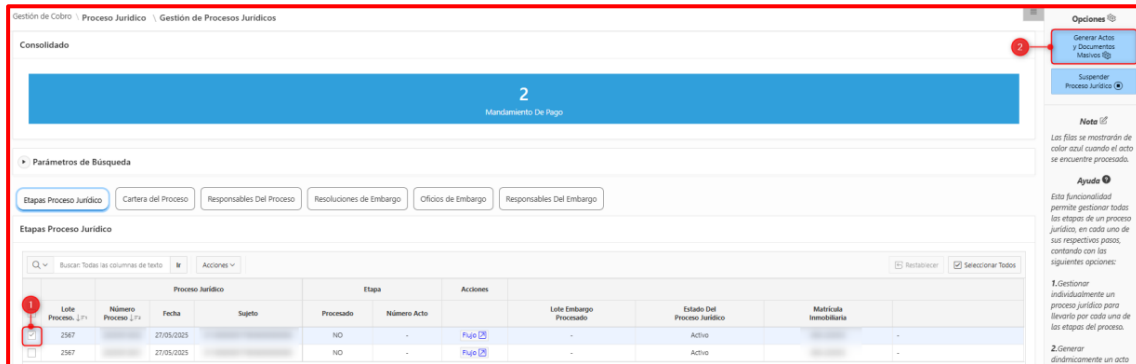 Gestión de Cobro \ Proceso Jurídico \ Gestión de Procesos Jurídicos
Consolidado
2
Mandamiento De Pago
Parámetros de Búsqueda
Etapas Proceso Jurídico
Cartera del Proceso
Responsables Del Proceso
Resoluciones de Embargo
Oficios de Embargo
Responsables Del Embargo
Etapas Proceso Jurídico
Buscar: Todas las columnas de texto
Ir
Acciones
Restablecer
Seleccionar Todos
Proceso Jurídico
Etapa
Acciones
Lote Proceso.
Número Proceso
Fecha
Sujeto
Procesado
Número Acto
Lote Embargo Procesado
Estado Del Proceso Jurídico
Matrícula Inmobiliaria
1
2567 27/05/2025 NO - Flujo - Activo -
2567 27/05/2025 NO - Flujo - Activo -
Opciones
2
Generar Actos
y Documentos
Masivos
Suspender
Proceso Jurídico
Nota
Las filas se mostrarán de
color azul cuando el acto
se encuentre procesado.
Ayuda
Esta funcionalidad
permite gestionar todas
las etapas de un proceso
jurídico, en cada uno de
sus respectivos pasos,
contando con las
siguientes opciones:
1.Gestionar
individualmente un
proceso jurídico para
llevarlo por cada una de
las etapas del proceso.
2.Generar
dinámicamente un acto